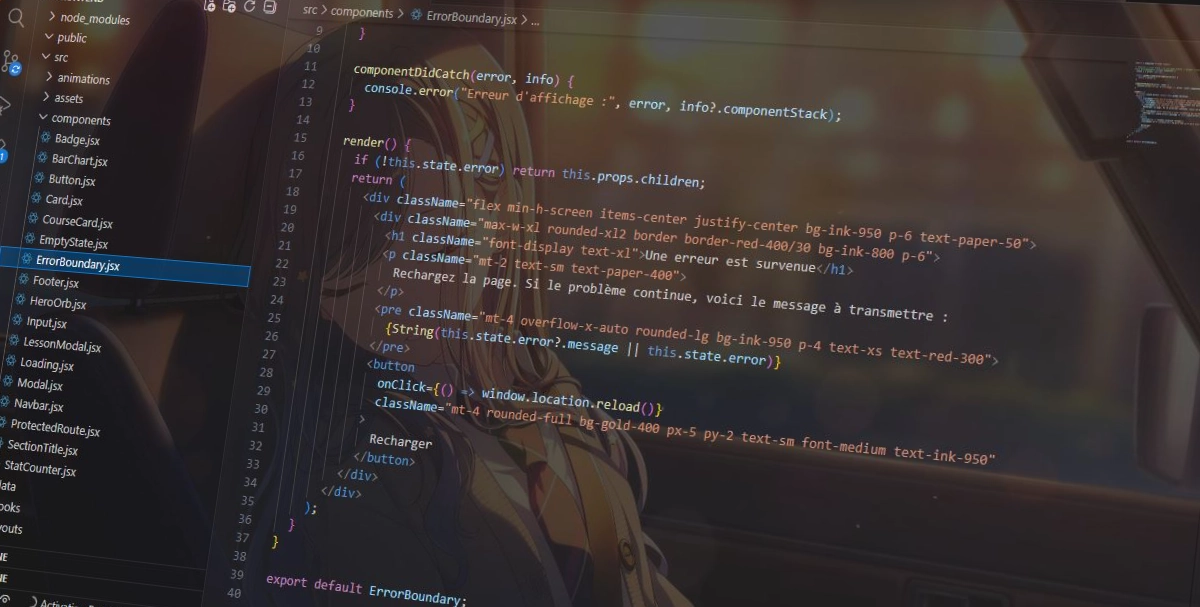 node_modules
public
src
animations
assets
components
Badge.jsx
BarChart.jsx
Button.jsx
Card.jsx
CourseCard.jsx
EmptyState.jsx
ErrorBoundary.jsx
Footer.jsx
HeroOrb.jsx
Input.jsx
LessonModal.jsx
Loading.jsx
Modal.jsx
Navbar.jsx
ProtectedRoute.jsx
SectionTitle.jsx
StatCounter.jsx
src > components > ErrorBoundary.jsx > ...
9 }
10
11 componentDidCatch(error, info) {
12 console.error("Erreur d'affichage :", error, info?.componentStack);
13 }
14
15 render() {
16 if (!this.state.error) return this.props.children;
17 return (
18 <div className="flex min-h-screen items-center justify-center bg-ink-950 p-6 text-paper-50">
19 <div className="max-w-xl rounded-xl2 border border-red-400/30 bg-ink-800 p-6">
20 <h1 className="font-display text-xl">Une erreur est survenue</h1>
21 <p className="mt-2 text-sm text-paper-400">
22 Rechargez la page. Si le problème continue, voici le message à transmettre :
23 </p>
24 <pre className="mt-4 overflow-x-auto rounded-lg bg-ink-950 p-4 text-xs text-red-300">
25 {String(this.state.error?.message || this.state.error)}
26 </pre>
27 <button
28 onClick={() => window.location.reload()}
29 className="mt-4 rounded-full bg-gold-400 px-5 py-2 text-sm font-medium text-ink-950"
30 >
31 Recharger
32 </button>
33 </div>
34 </div>
35 );
36 }
37 }
38
39 export default ErrorBoundary;
40